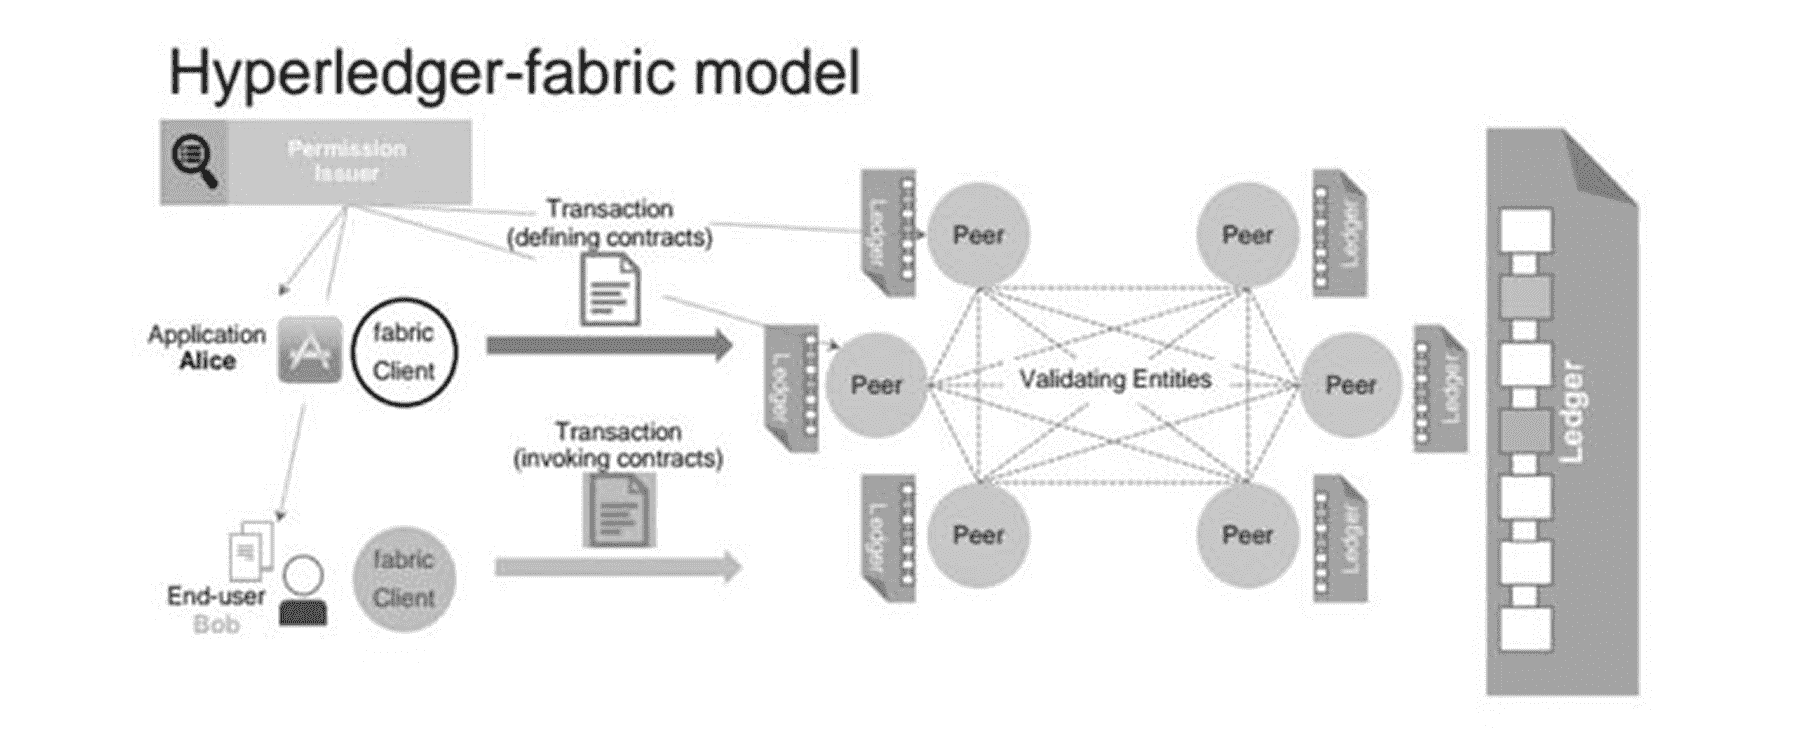 Hyperledger-fabric model
Permission
Issuer
Transaction
(defining contracts)
Application
Alice
fabric
Client
Transaction
(invoking contracts)
End-user
Bob
fabric
Client
Ledger
Peer
Peer
Ledger
Ledger
Peer
Validating Entities
Peer
Ledger
Ledger
Peer
Peer
Ledger
Ledger